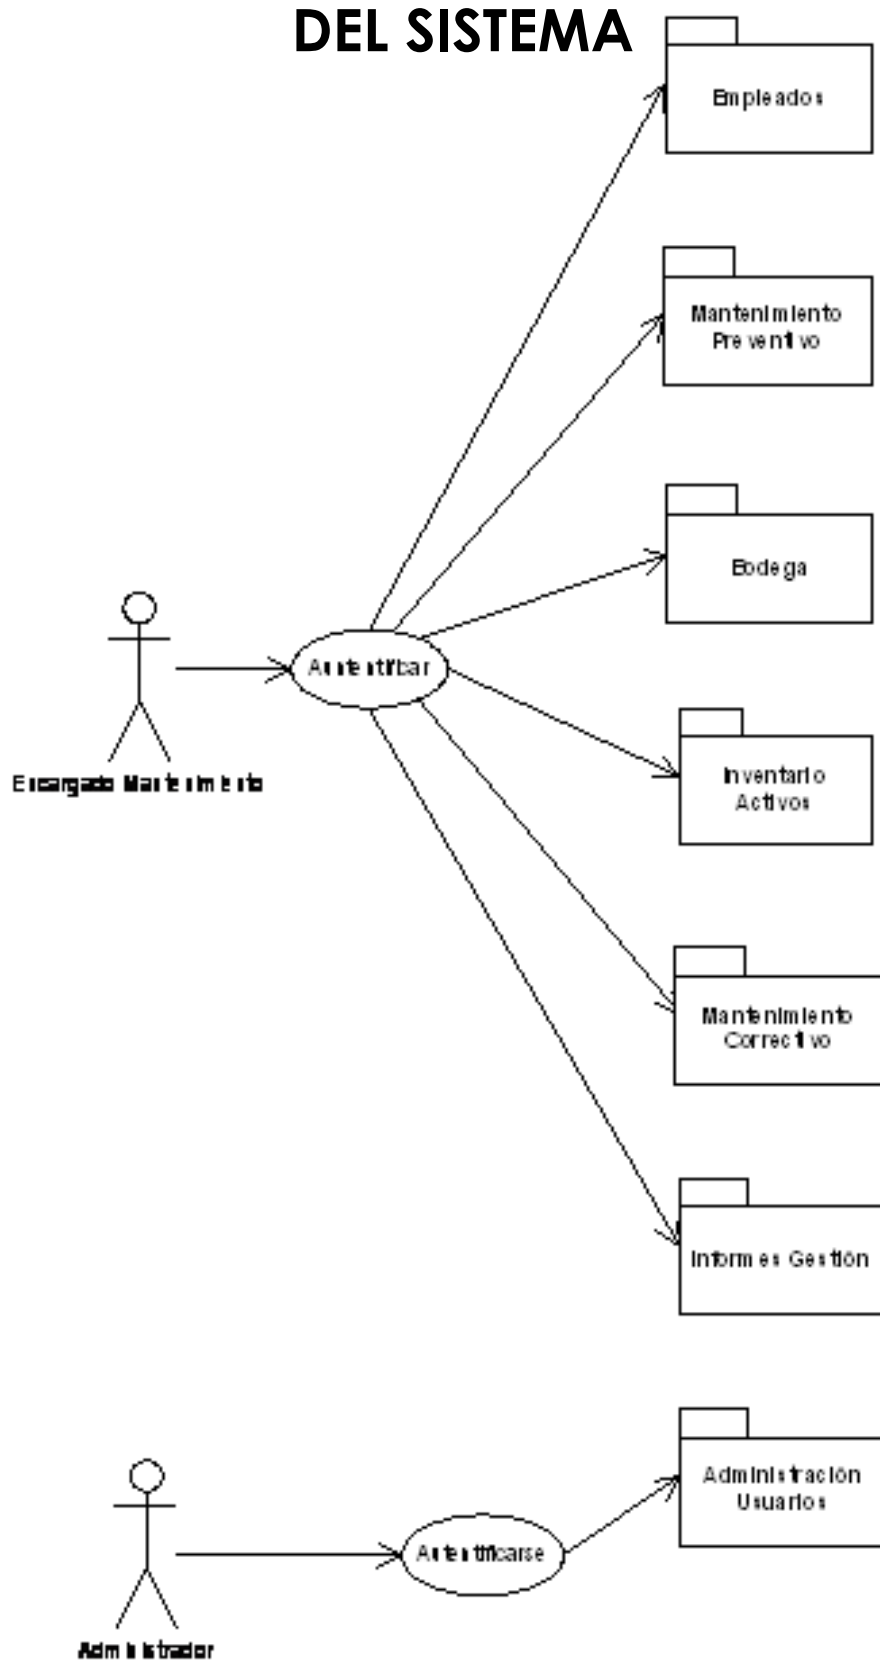 DEL SISTEMA
Empleados
Mantenimiento
Preventivo
Bodega
Autentificar
Encargado Mantenimiento
Inventario
Activos
Mantenimiento
Correctivo
Informes Gestión
Administración
Usuarios
Autentificarse
Administrador